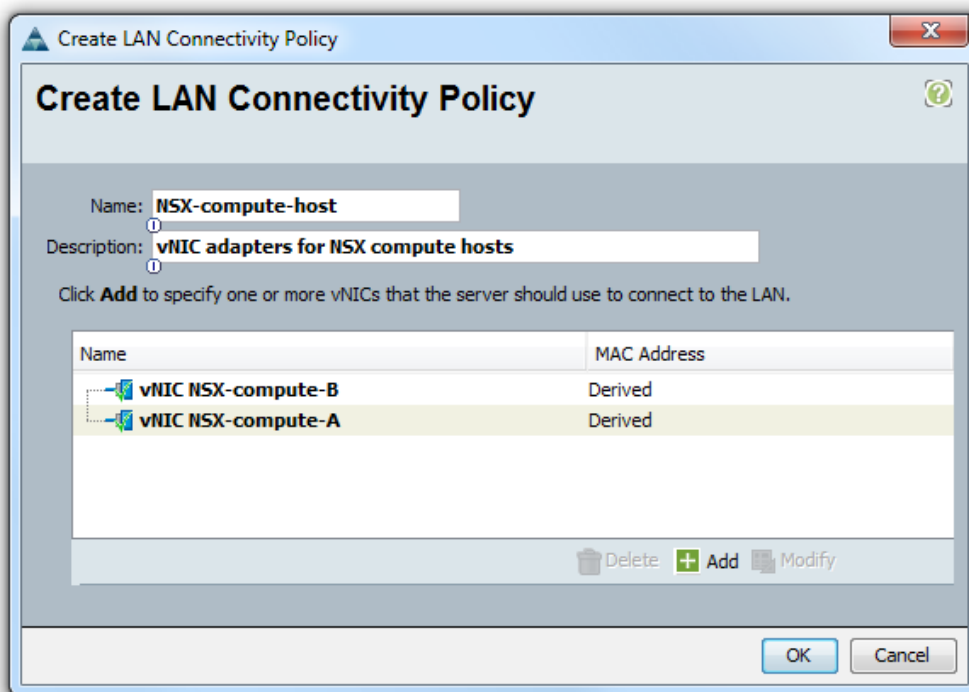 Create LAN Connectivity Policy
Create LAN Connectivity Policy
Name: NSX-compute-host
Description: vNIC adapters for NSX compute hosts
Click Add to specify one or more vNICs that the server should use to connect to the LAN.
Name MAC Address
vNIC NSX-compute-B Derived
vNIC NSX-compute-A Derived
Delete Add Modify
OK Cancel